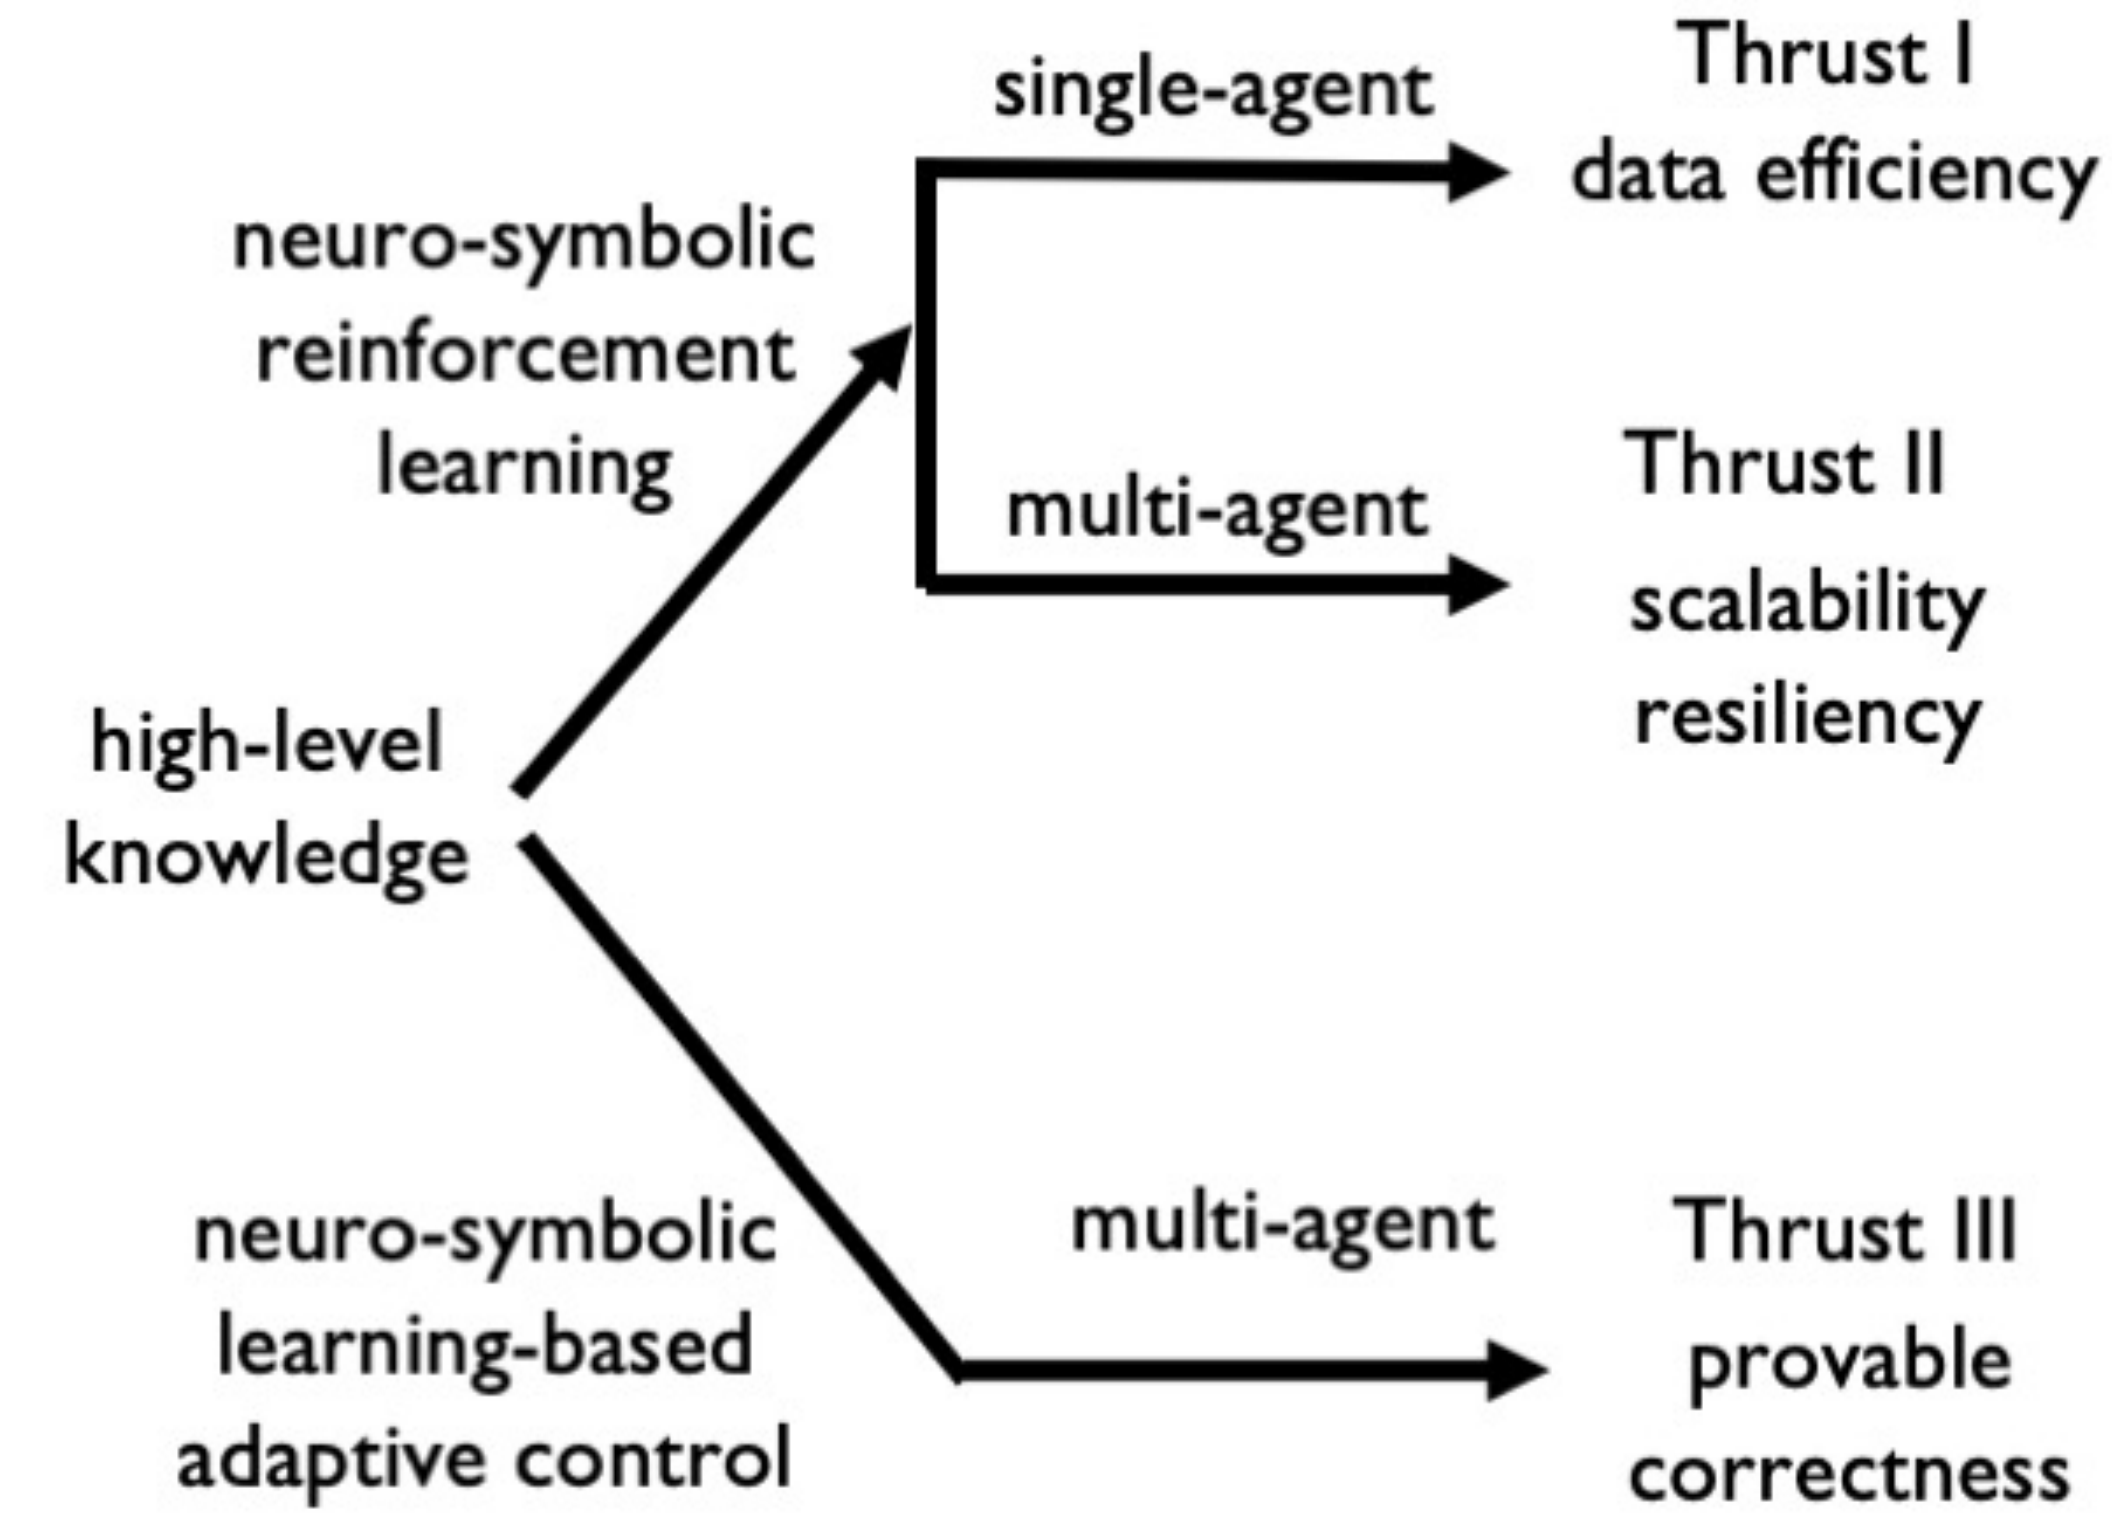 single-agent
Thrust I
data efficiency
neuro-symbolic
reinforcement
learning
multi-agent
Thrust II
scalability
resiliency
high-level
knowledge
neuro-symbolic
learning-based
adaptive control
multi-agent
Thrust III
provable
correctness